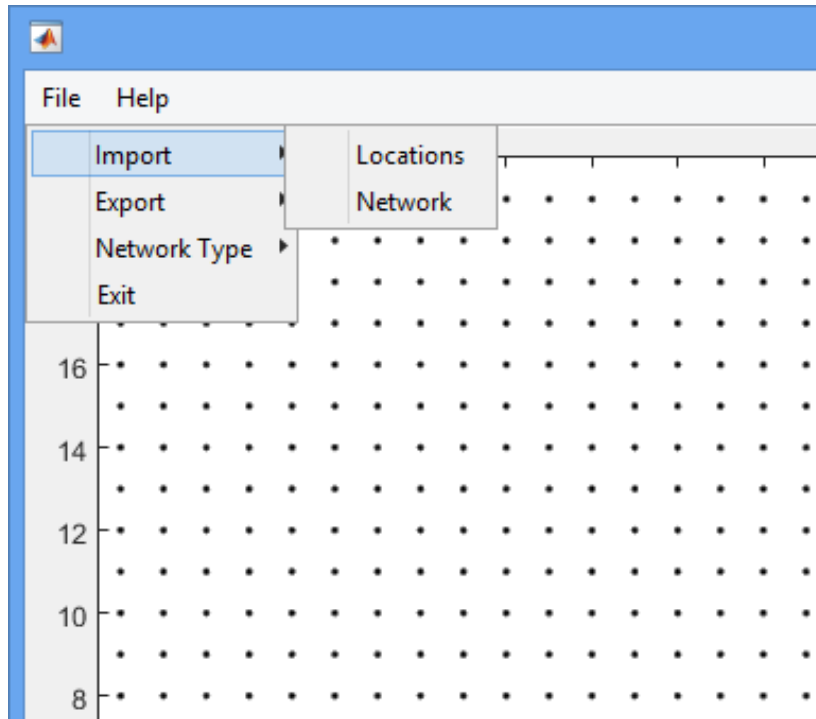 File Help
Import Locations
Export Network
Network Type
Exit
16
14
12
10
8